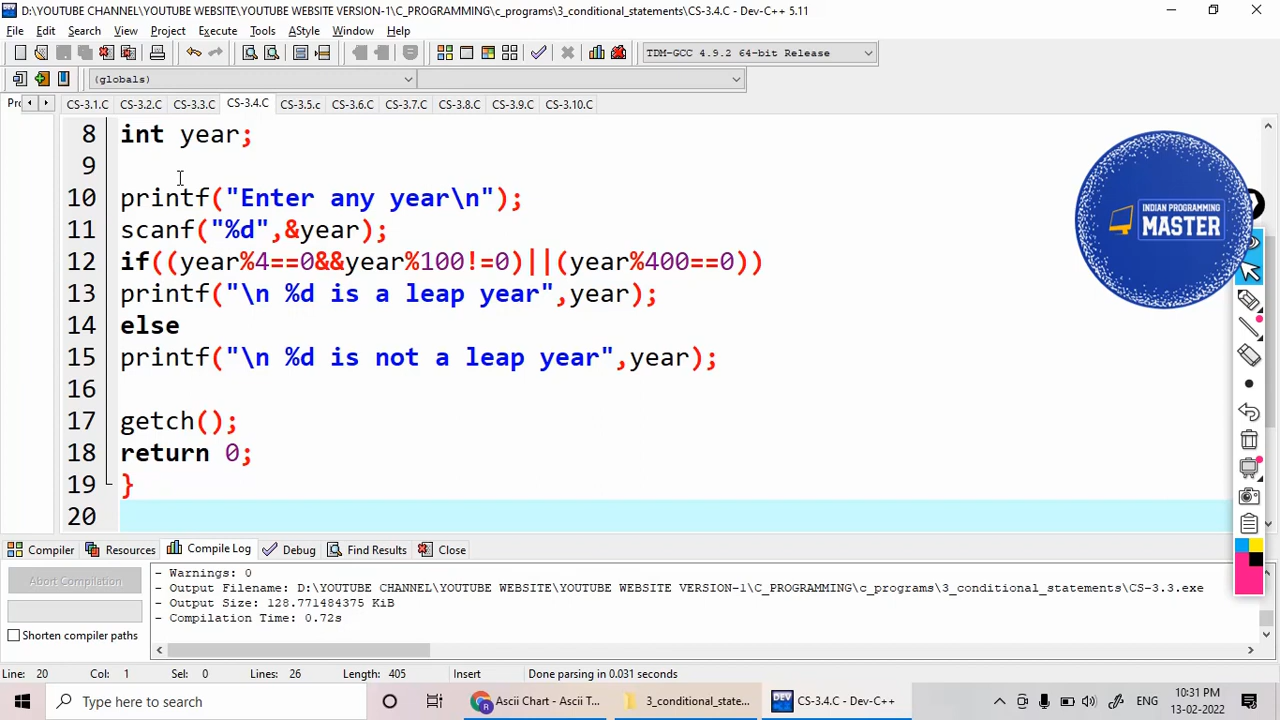 D:\YOUTUBE CHANNEL\YOUTUBE WEBSITE\YOUTUBE WEBSITE VERSION-1\C_PROGRAMMING\c_programs\3_conditional_statements\CS-3.4.C - Dev-C++ 5.11
File Edit Search View Project Execute Tools AStyle Window Help
TDM-GCC 4.9.2 64-bit Release
(globals)
Pr CS-3.1.C CS-3.2.C CS-3.3.C CS-3.4.C CS-3.5.c CS-3.6.C CS-3.7.C CS-3.8.C CS-3.9.C CS-3.10.C
8 int year;
9
10 printf("Enter any year\n");
11 scanf("%d",&year);
12 if((year%4==0&&year%100!=0)||(year%400==0))
13 printf("\n %d is a leap year",year);
14 else
15 printf("\n %d is not a leap year",year);
16
17 getch();
18 return 0;
19 }
20
INDIAN PROGRAMMING
MASTER
Compiler Resources Compile Log Debug Find Results Close
Abort Compilation
Shorten compiler paths
- Warnings: 0
- Output Filename: D:\YOUTUBE CHANNEL\YOUTUBE WEBSITE\YOUTUBE WEBSITE VERSION-1\C_PROGRAMMING\c_programs\3_conditional_statements\CS-3.3.exe
- Output Size: 128.771484375 KiB
- Compilation Time: 0.72s
Line: 20 Col: 1 Sel: 0 Lines: 26 Length: 405 Insert Done parsing in 0.031 seconds
Type here to search
Ascii Chart - Ascii T...
3_conditional_state...
DEV
CS-3.4.C - Dev-C++
ENG
10:31 PM
13-02-2022